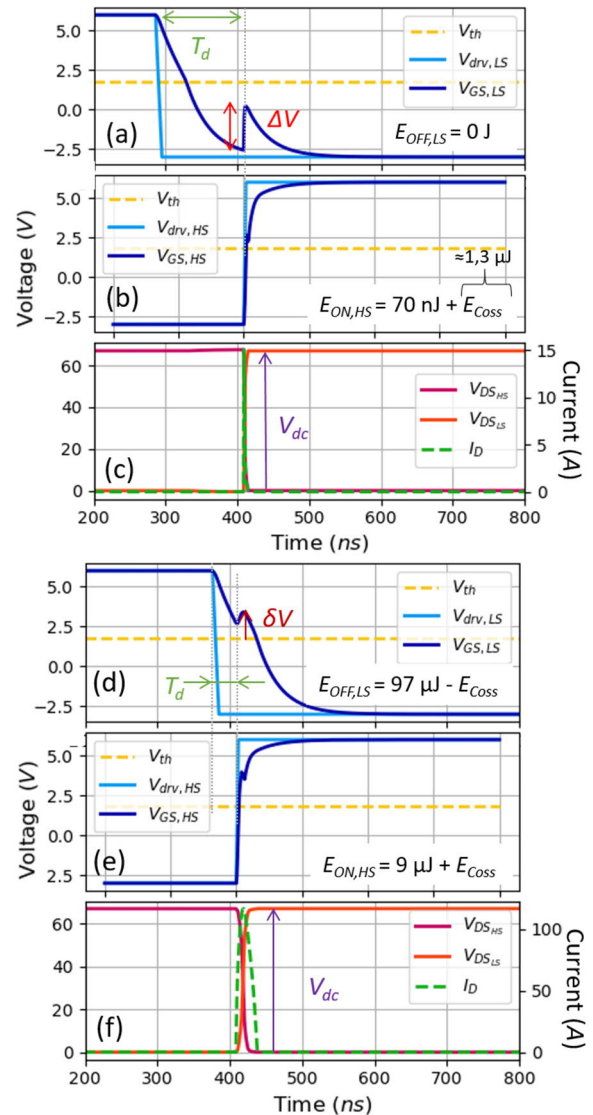 5.0
2.5
0.0
−2.5
T_d
ΔV
V_th
V_drv,LS
V_GS,LS
(a)
E_OFF,LS = 0 J
5.0
2.5
0.0
−2.5
V_th
V_drv,HS
V_GS,HS
≈1,3 µJ
(b)
E_ON,HS = 70 nJ + E_Coss
Voltage (V)
60
40
20
0
V_dc
V_DS_HS
V_DS_LS
I_D
15
10
5
0
Current (A)
(c)
200 300 400 500 600 700 800
Time (ns)
5.0
2.5
0.0
−2.5
δV
T_d
V_th
V_drv,LS
V_GS,LS
(d)
E_OFF,LS = 97 µJ - E_Coss
5.0
2.5
0.0
2.5
V_th
V_drv,HS
V_GS,HS
(e)
E_ON,HS = 9 µJ + E_Coss
Voltage (V)
60
40
20
0
V_dc
V_DS_HS
V_DS_LS
I_D
100
50
0
Current (A)
(f)
200 300 400 500 600 700 800
Time (ns)